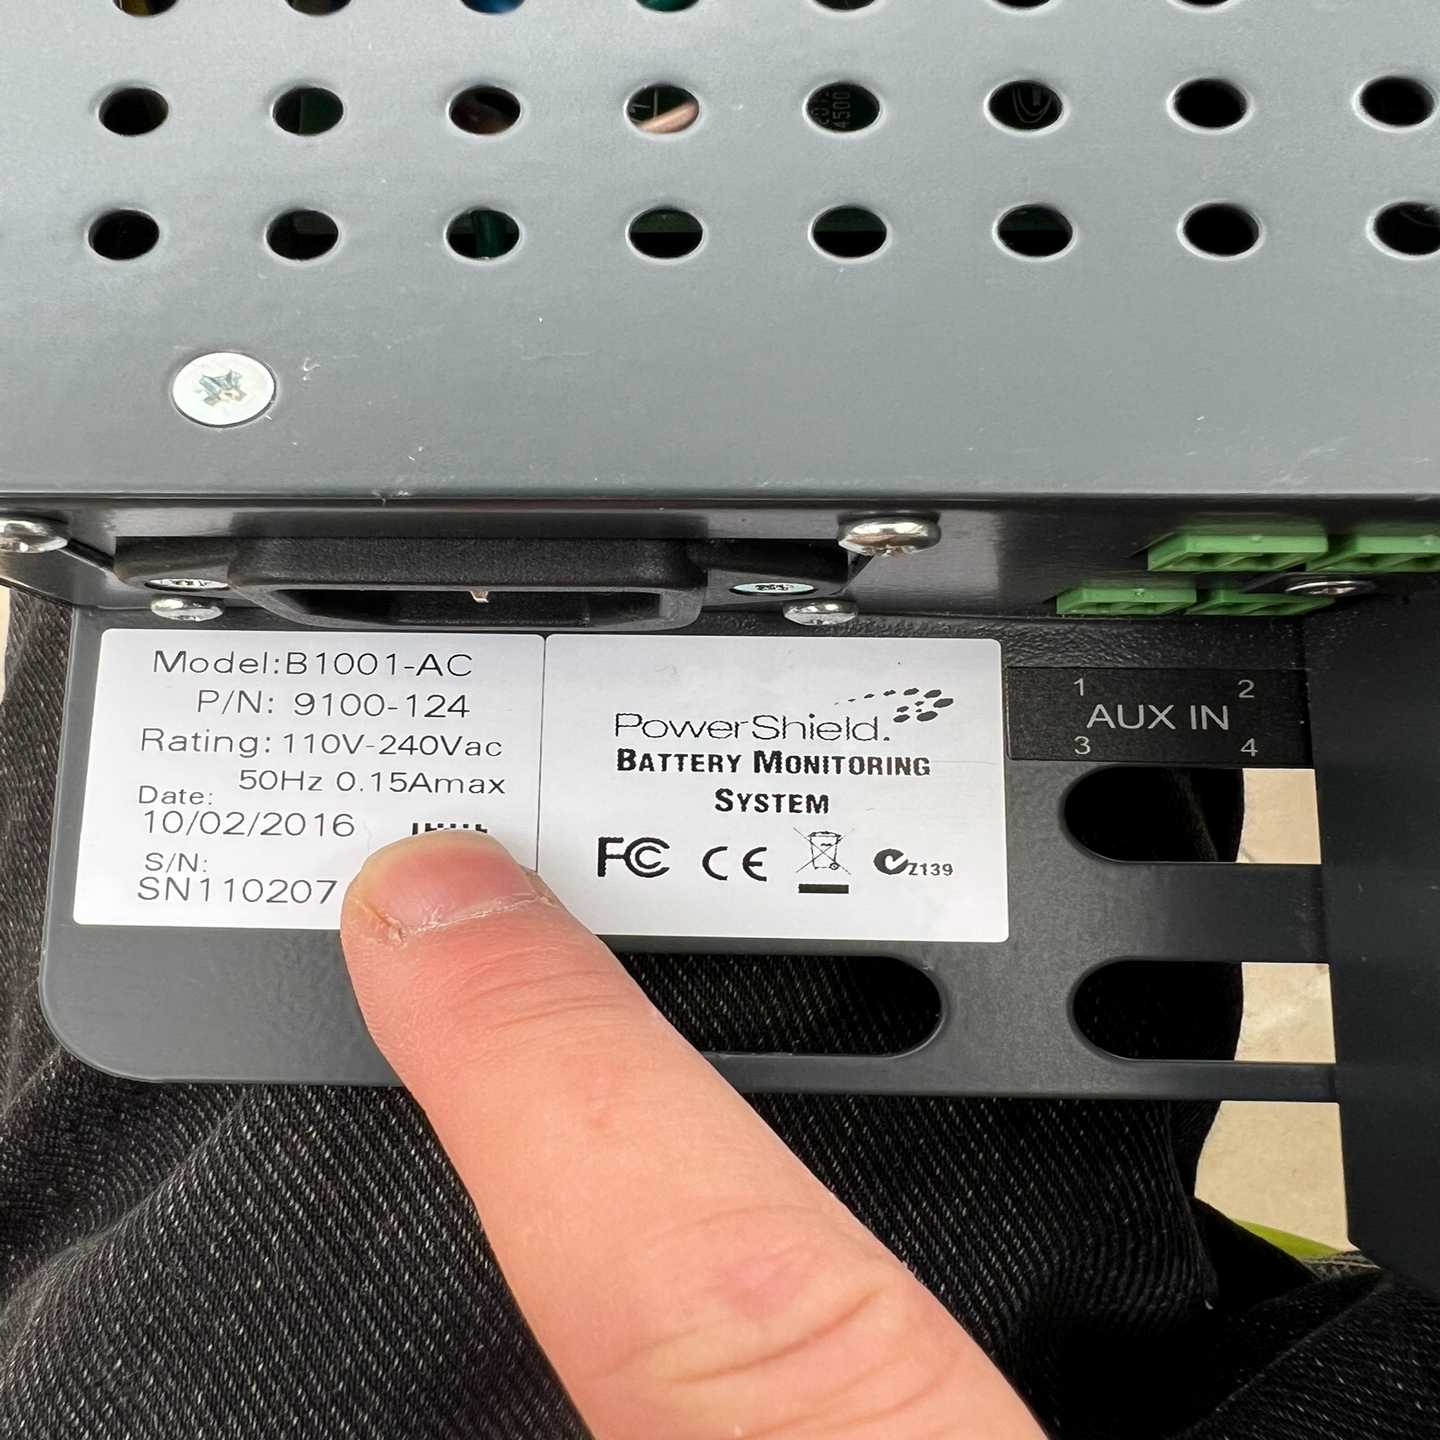 Model:B1001-AC
P/N: 9100-124
Rating: 110V-240Vac
50Hz 0.15Amax
Date:
10/02/2016
S/N:
SN110207
PowerShield.
BATTERY MONITORING
SYSTEM
FC CE Z139
1 2
AUX IN
3 4